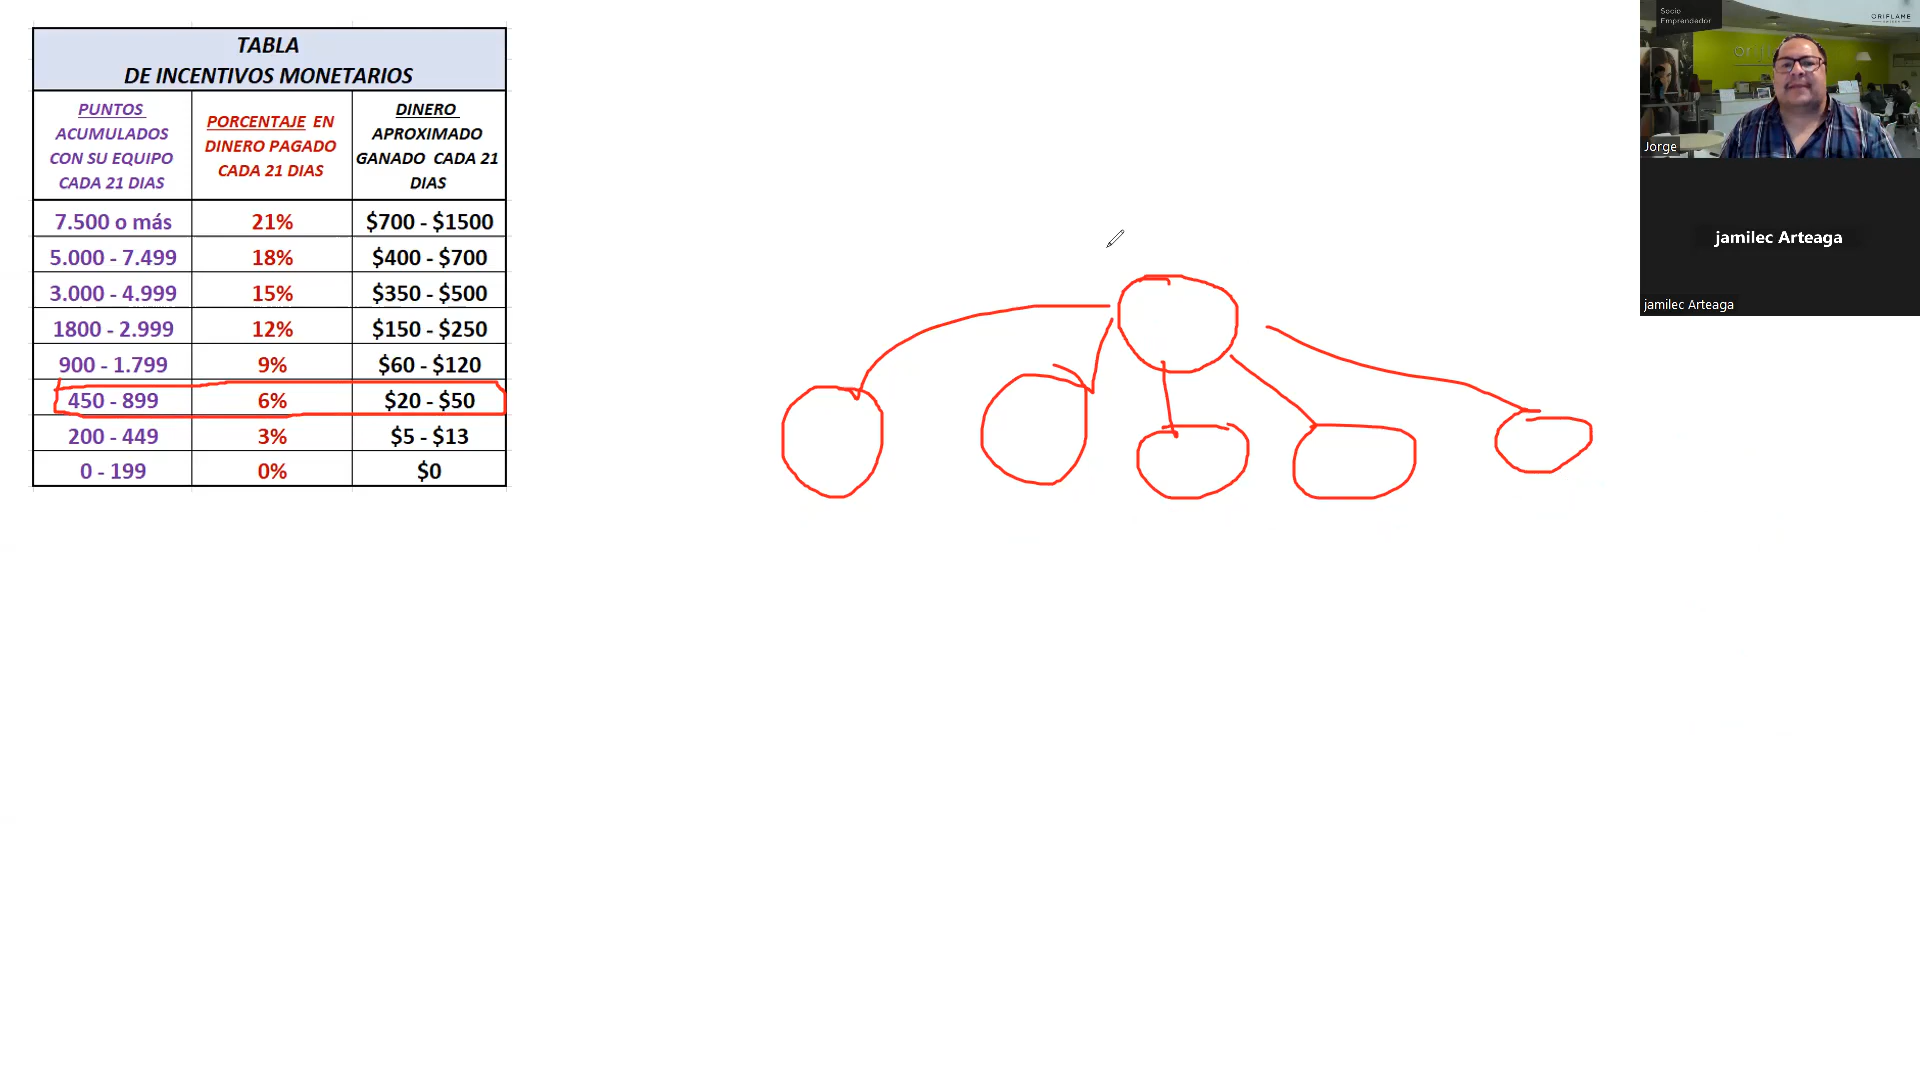 TABLA
DE INCENTIVOS MONETARIOS
PUNTOS
ACUMULADOS
CON SU EQUIPO
CADA 21 DIAS
PORCENTAJE EN
DINERO PAGADO
CADA 21 DIAS
DINERO
APROXIMADO
GANADO CADA 21
DIAS
7.500 o más 21% $700 - $1500
5.000 - 7.499 18% $400 - $700
3.000 - 4.999 15% $350 - $500
1800 - 2.999 12% $150 - $250
900 - 1.799 9% $60 - $120
450 - 899 6% $20 - $50
200 - 449 3% $5 - $13
0 - 199 0% $0
Socio
Emprendedor
ORIFLAME
Jorge
jamilec Arteaga
jamilec Arteaga